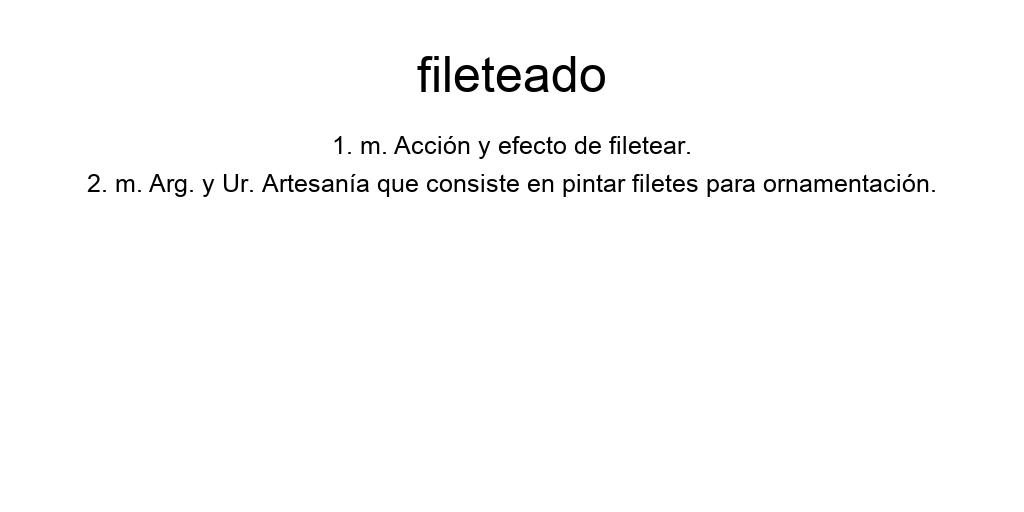 fileteado
1. m. Acción y efecto de filetear.
2. m. Arg. y Ur. Artesanía que consiste en pintar filetes para ornamentación.